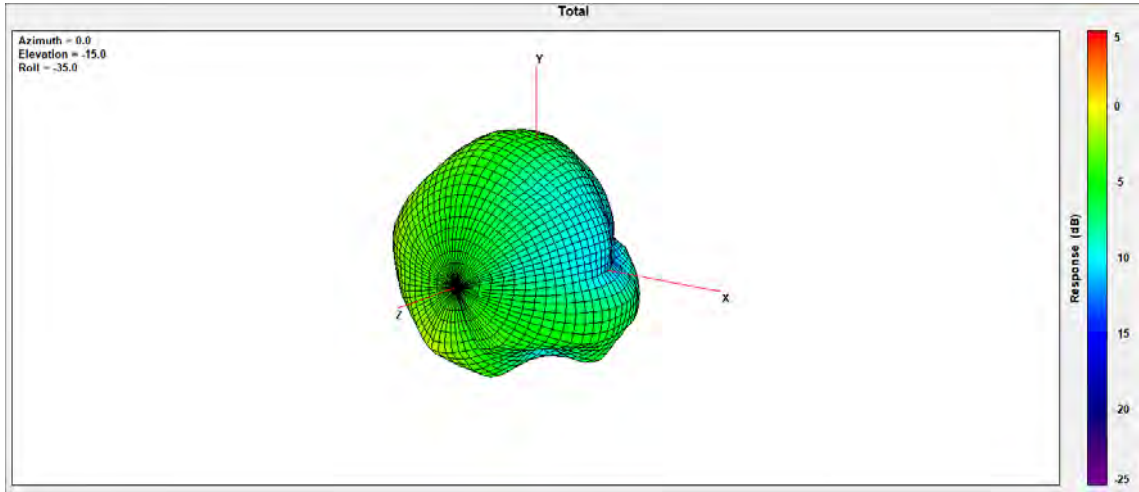 Total
Azimuth = 0.0
Elevation = -15.0
Roll = -35.0
Y
X
Z
5
0
5
10
15
-20
-25
Response (dB)